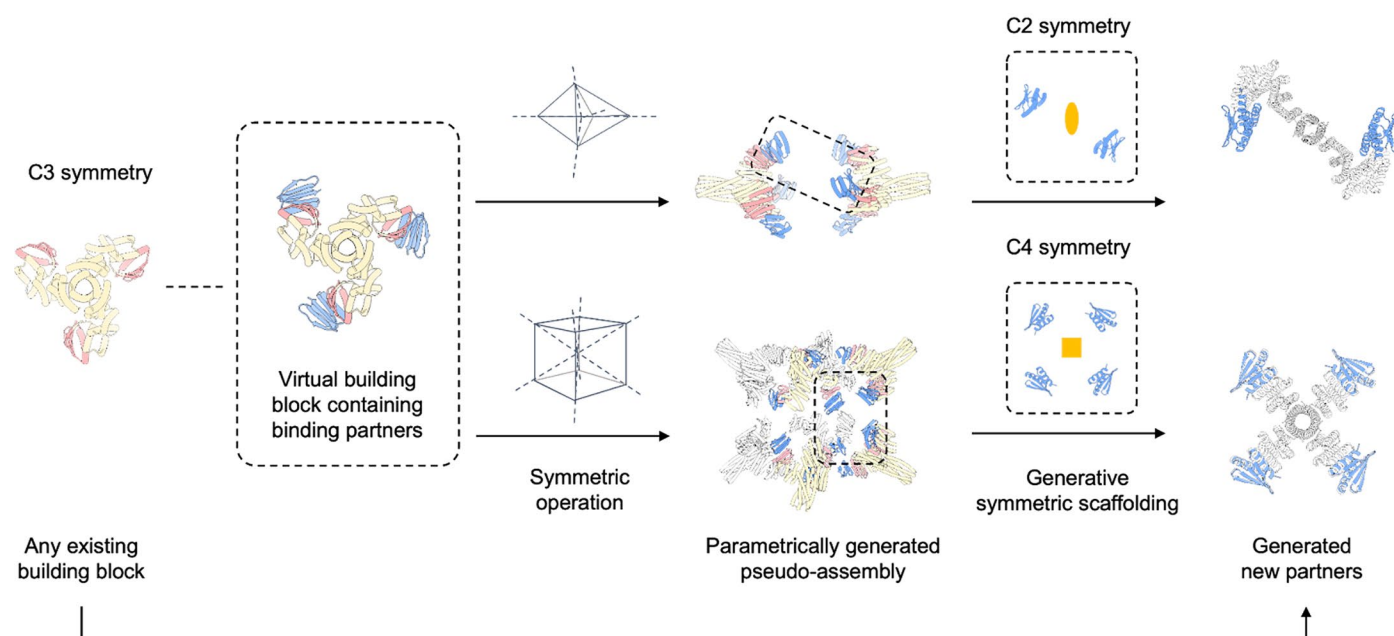 C2 symmetry
C3 symmetry
Virtual building
block containing
binding partners
C4 symmetry
Symmetric
operation
Generative
symmetric scaffolding
Any existing
building block
Parametrically generated
pseudo-assembly
Generated
new partners